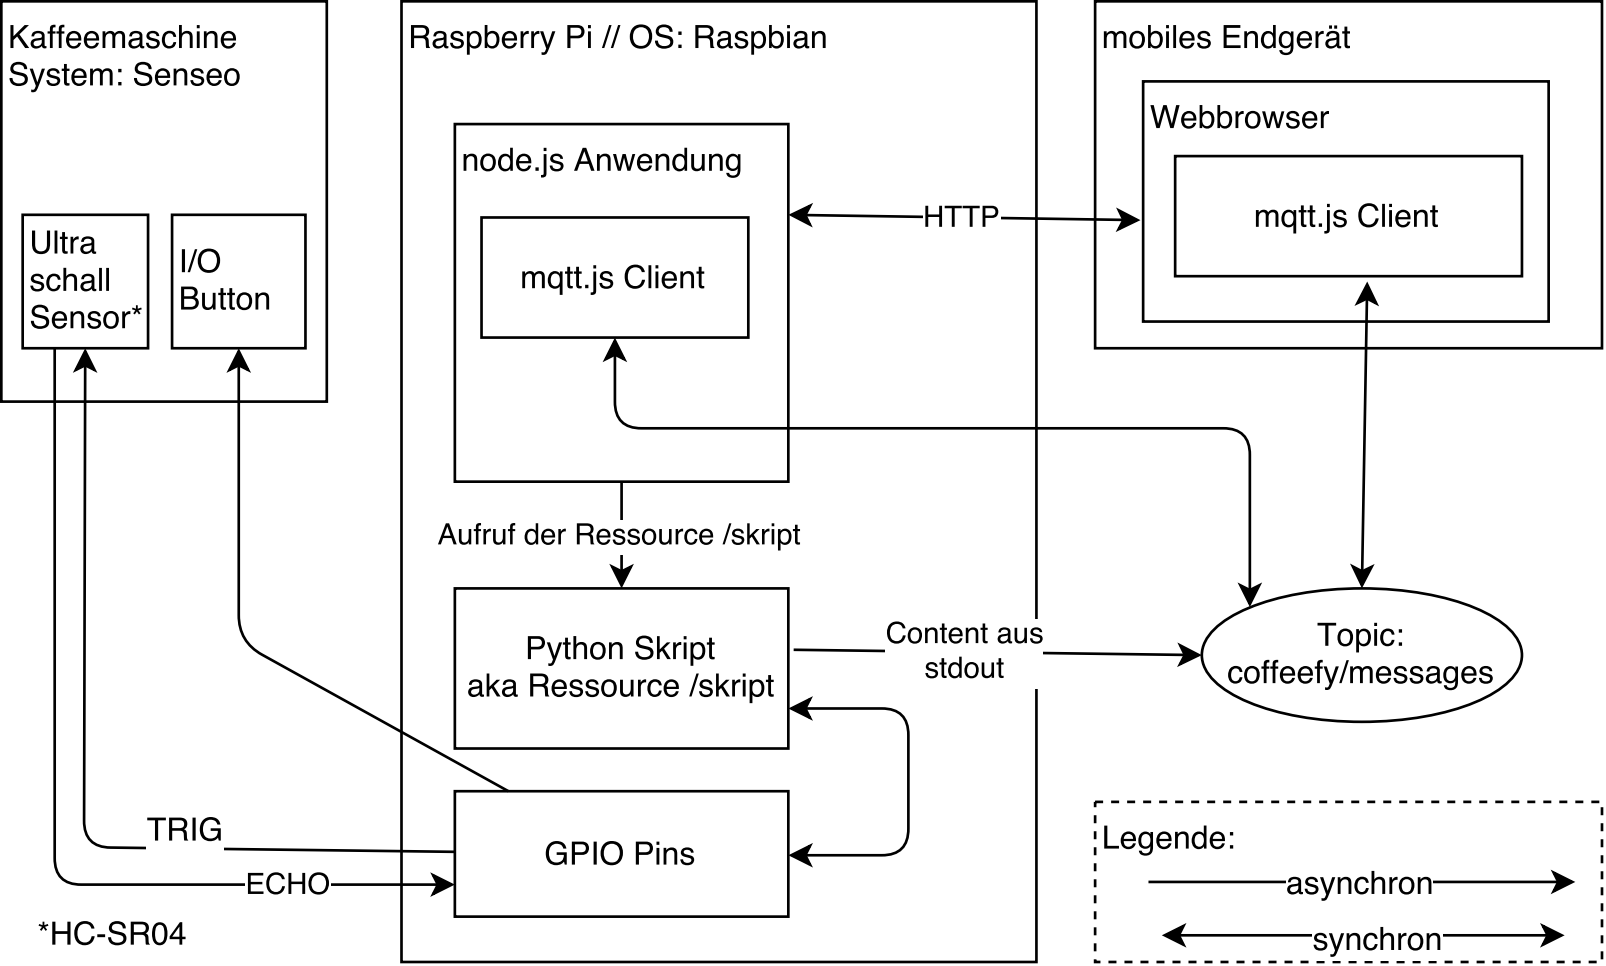 Kaffeemaschine
System: Senseo
Ultra
schall
Sensor*
I/O
Button
Raspberry Pi // OS: Raspbian
node.js Anwendung
mqtt.js Client
HTTP
mobiles Endgerät
Webbrowser
mqtt.js Client
Aufruf der Ressource /skript
Python Skript
aka Ressource /skript
Content aus
stdout
Topic:
coffeefy/messages
TRIG
ECHO
GPIO Pins
*HC-SR04
Legende:
asynchron
synchron